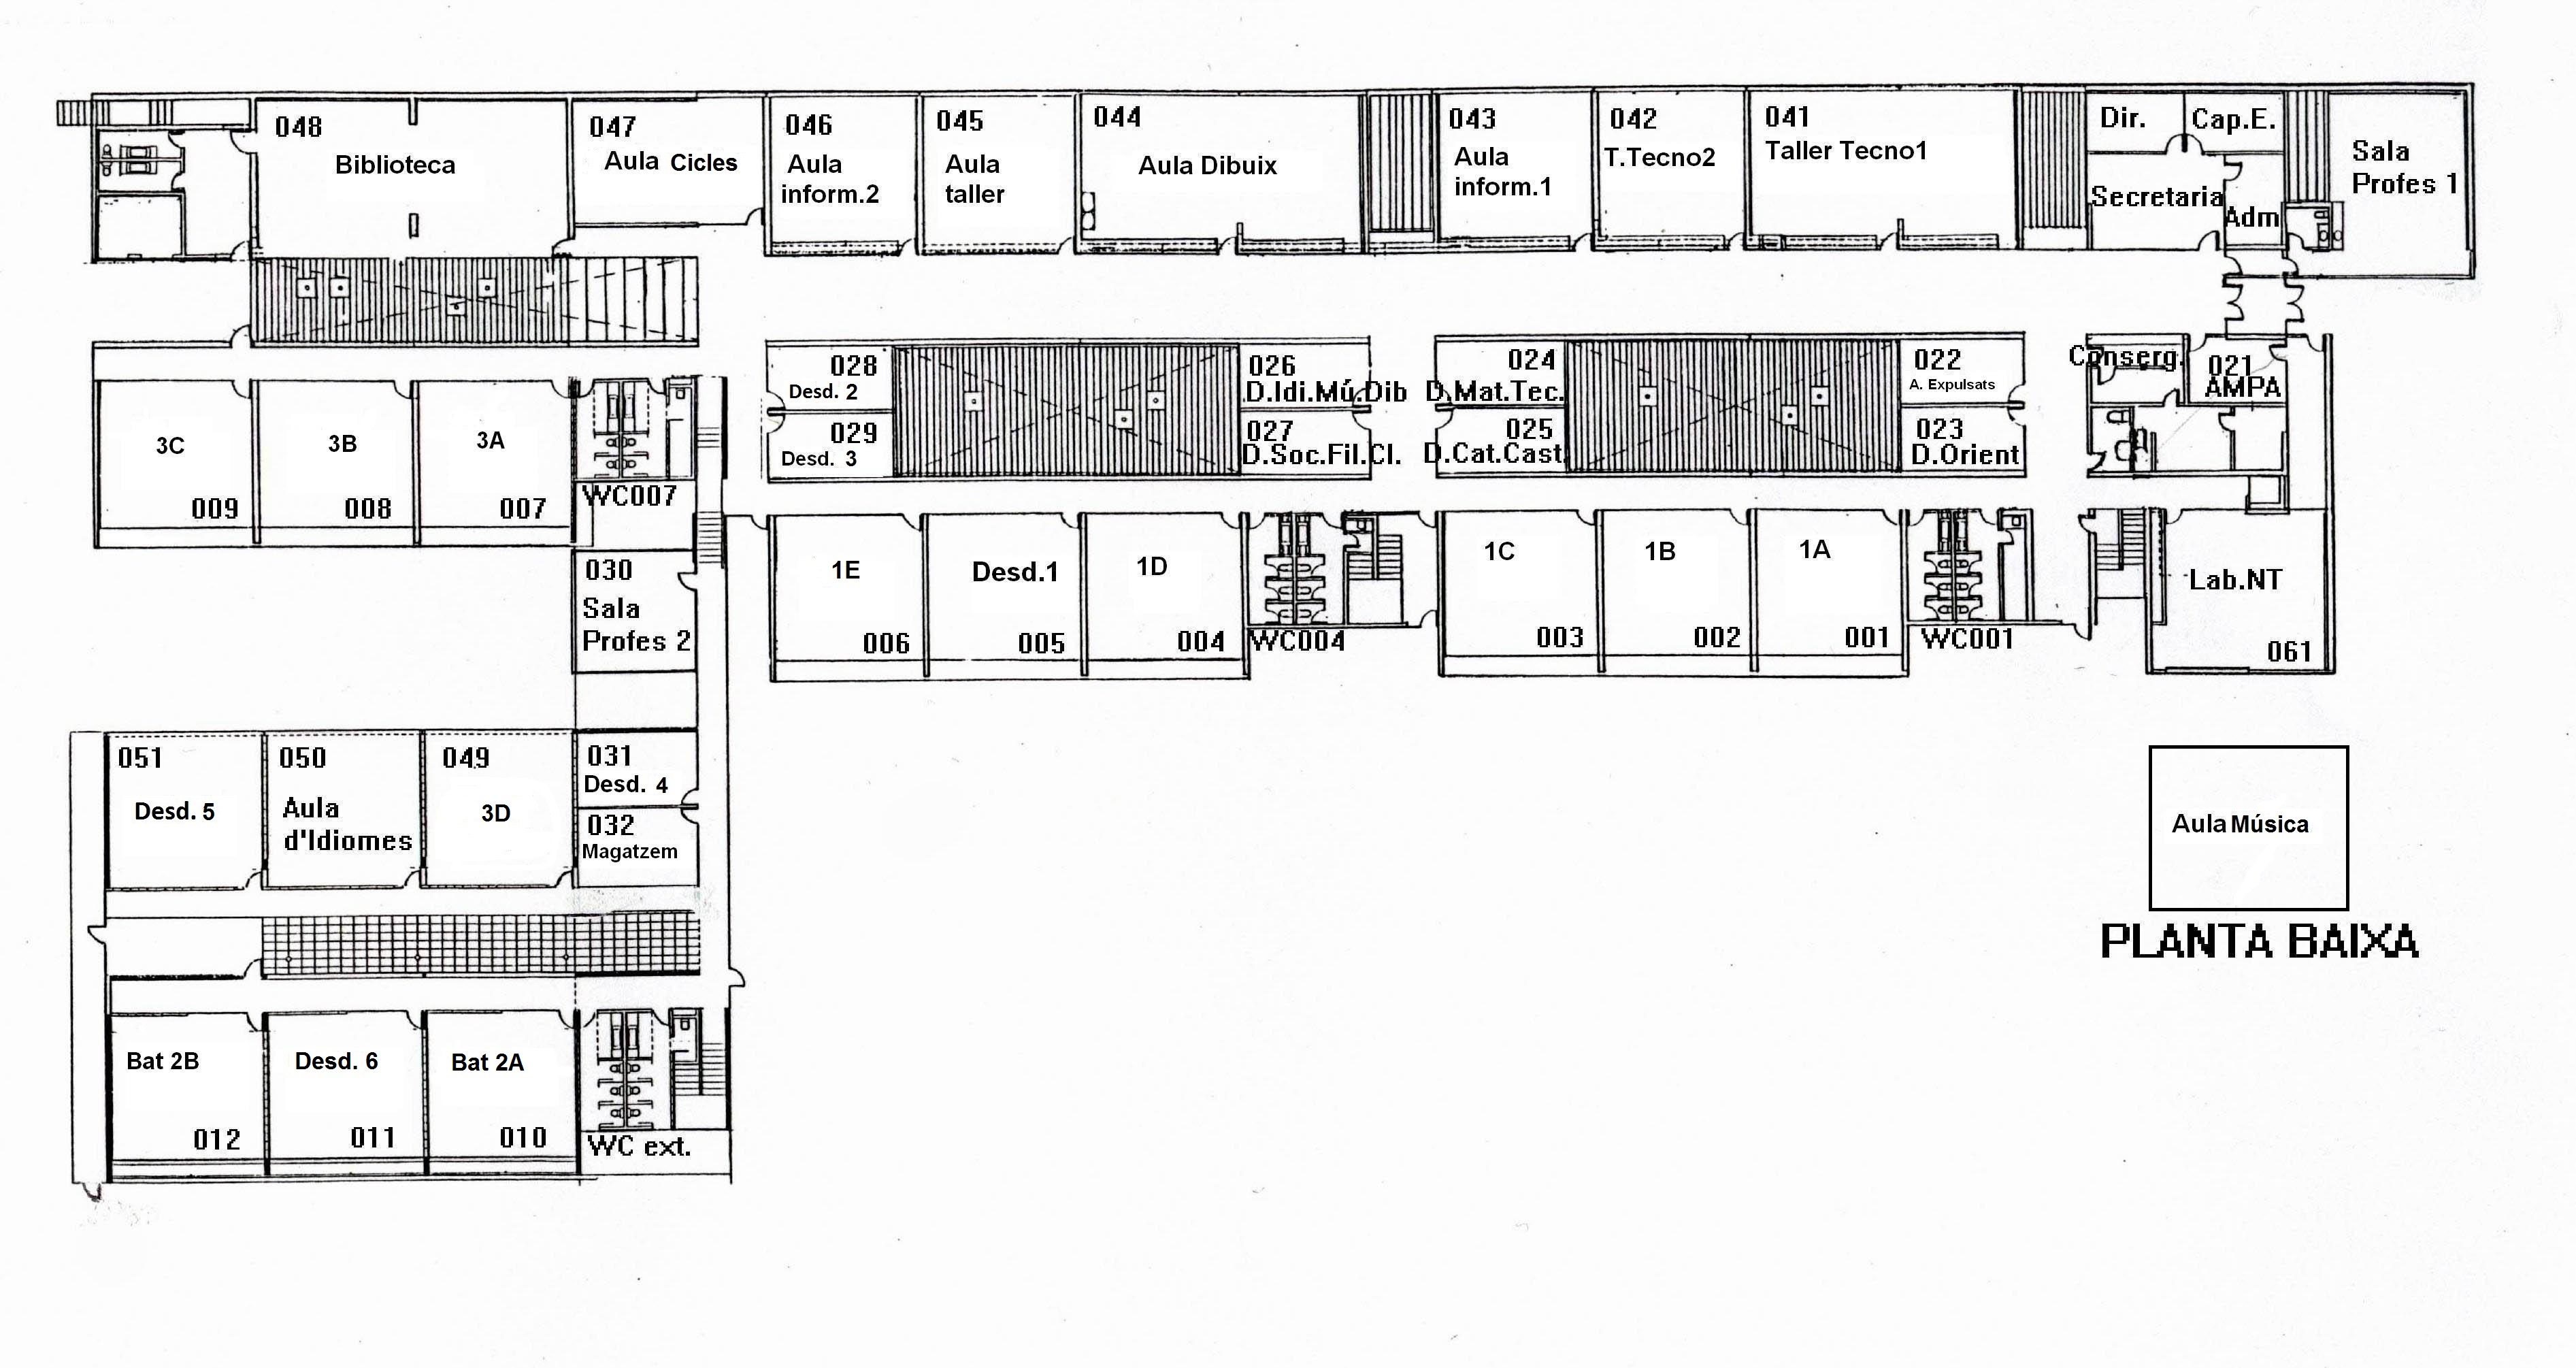 048
Biblioteca
047
Aula Cicles
046
Aula
inform.2
045
Aula
taller
044
Aula Dibuix
043
Aula
inform.1
042
T.Tecno2
041
Taller Tecno1
Dir.
Cap.E.
Secretaria
Adm
Sala
Profes 1
028
Desd. 2
029
Desd. 3
026
D.Idi.Mú.Dib
027
D.Soc.Fil.Cl.
024
D.Mat.Tec.
025
D.Cat.Cast
022
A. Expulsats
023
D.Orient
Conserg.
021
AMPA
3C
009
3B
008
3A
007
WC007
030
Sala
Profes 2
1E
006
Desd.1
005
1D
004
WC004
1C
003
1B
002
1A
001
WC001
Lab.NT
061
051
Desd. 5
050
Aula
d'Idiomes
049
3D
031
Desd. 4
032
Magatzem
Aula Música
PLANTA BAIXA
Bat 2B
012
Desd. 6
011
Bat 2A
010
WC ext.